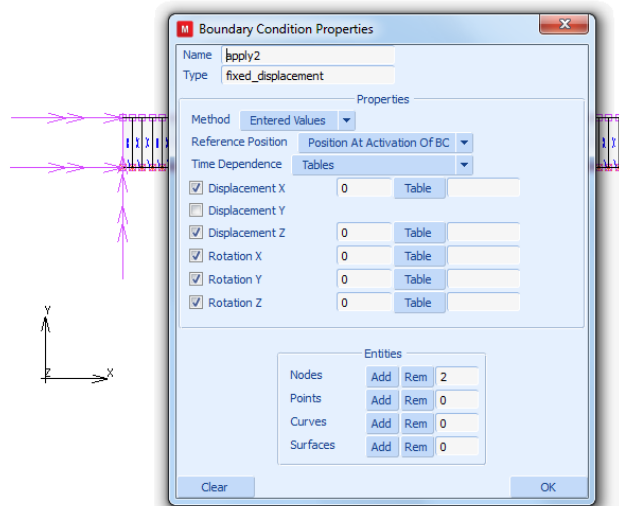 M Boundary Condition Properties
Name apply2
Type fixed_displacement
Properties
Method Entered Values
Reference Position Position At Activation Of BC
Time Dependence Tables
Displacement X 0 Table
Displacement Y
Displacement Z 0 Table
Rotation X 0 Table
Rotation Y 0 Table
Rotation Z 0 Table
Y
Z X
Entities
Nodes Add Rem 2
Points Add Rem 0
Curves Add Rem 0
Surfaces Add Rem 0
Clear OK